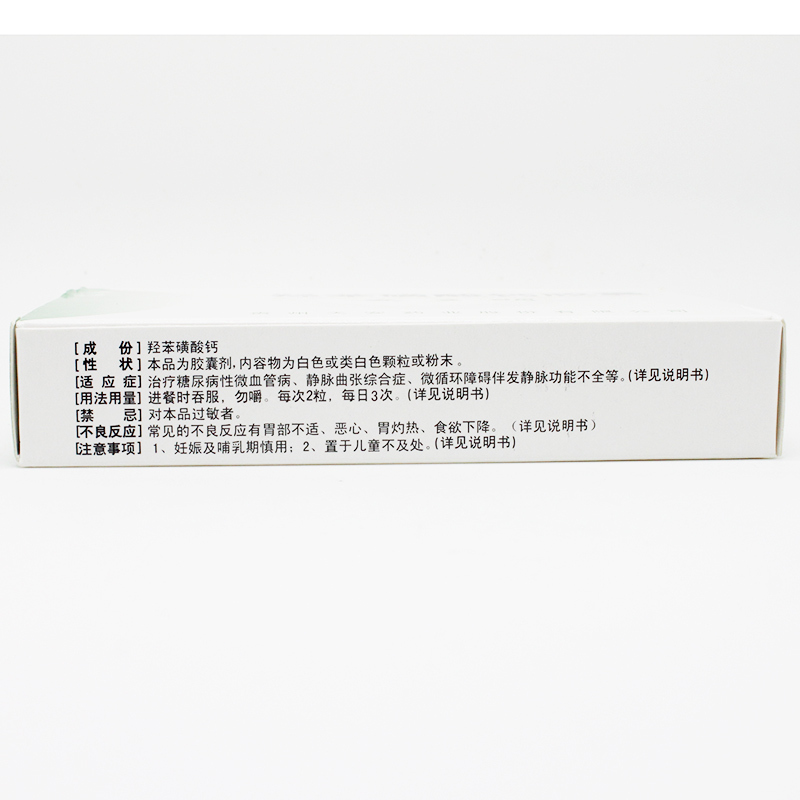 [成 份] 羟苯磺酸钙
[性 状] 本品为胶囊剂,内容物为白色或类白色颗粒或粉末。
[适应症] 治疗糖尿病性微血管病、静脉曲张综合症、微循环障碍伴发静脉功能不全等。(详见说明书)
[用法用量] 进餐时吞服，勿嚼。每次2粒，每日3次。(详见说明书)
[禁 忌] 对本品过敏者。
[不良反应] 常见的不良反应有胃部不适、恶心、胃灼热、食欲下降。（详见说明书）
[注意事项] 1、妊娠及哺乳期慎用；2、置于儿童不及处。(详见说明书)